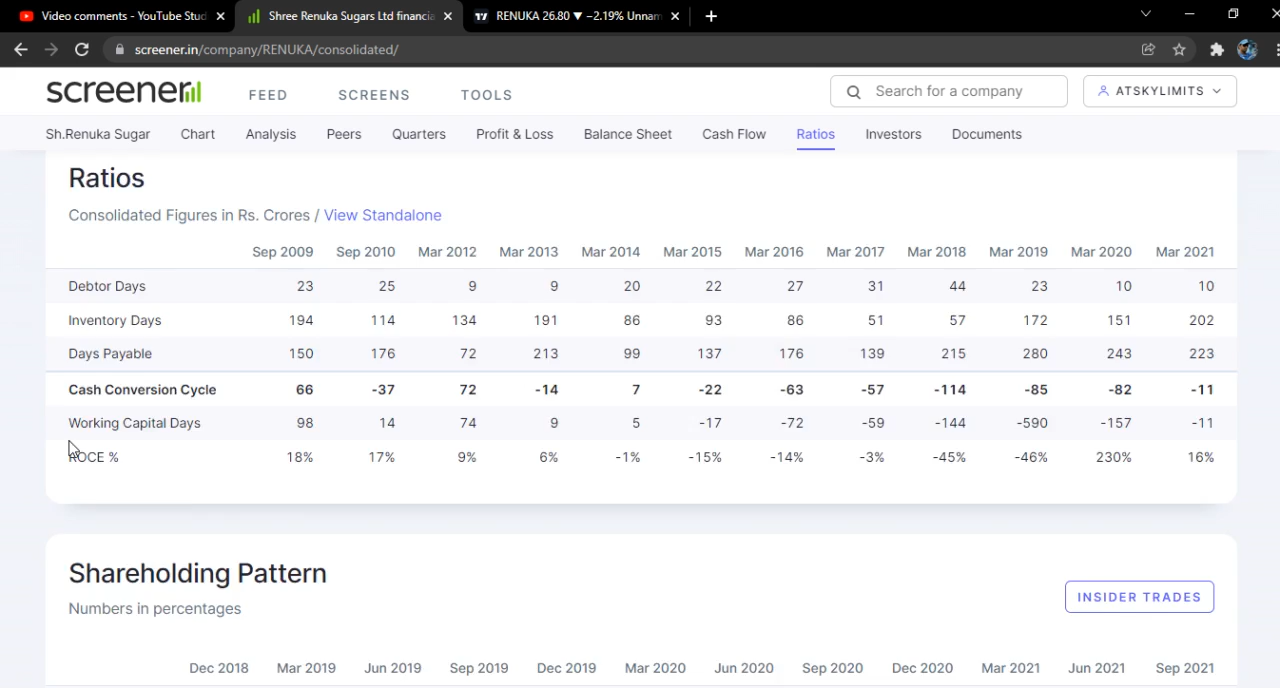 Video comments - YouTube Stud
Shree Renuka Sugars Ltd financia
RENUKA 26.80 ▼ −2.19% Unnam
screener.in/company/RENUKA/consolidated/
screener
FEED SCREENS TOOLS
Search for a company
ATSKYLIMITS
Sh.Renuka Sugar Chart Analysis Peers Quarters Profit & Loss Balance Sheet Cash Flow Ratios Investors Documents
Ratios
Consolidated Figures in Rs. Crores / View Standalone
Sep 2009 Sep 2010 Mar 2012 Mar 2013 Mar 2014 Mar 2015 Mar 2016 Mar 2017 Mar 2018 Mar 2019 Mar 2020 Mar 2021
Debtor Days 23 25 9 9 20 22 27 31 44 23 10 10
Inventory Days 194 114 134 191 86 93 86 51 57 172 151 202
Days Payable 150 176 72 213 99 137 176 139 215 280 243 223
Cash Conversion Cycle 66 -37 72 -14 7 -22 -63 -57 -114 -85 -82 -11
Working Capital Days 98 14 74 9 5 -17 -72 -59 -144 -590 -157 -11
ROCE % 18% 17% 9% 6% -1% -15% -14% -3% -45% -46% 230% 16%
Shareholding Pattern
Numbers in percentages
INSIDER TRADES
Dec 2018 Mar 2019 Jun 2019 Sep 2019 Dec 2019 Mar 2020 Jun 2020 Sep 2020 Dec 2020 Mar 2021 Jun 2021 Sep 2021